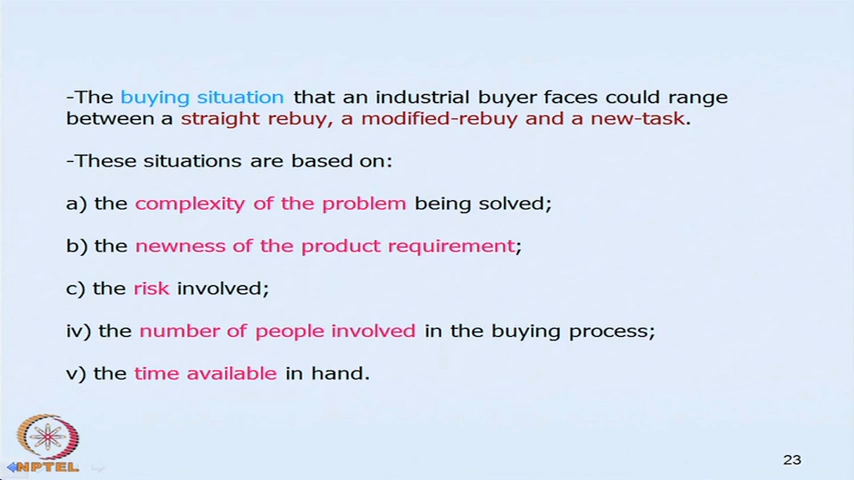 -The buying situation that an industrial buyer faces could range
between a straight rebuy, a modified-rebuy and a new-task.
-These situations are based on:
a) the complexity of the problem being solved;
b) the newness of the product requirement;
c) the risk involved;
iv) the number of people involved in the buying process;
v) the time available in hand.
NPTEL
23